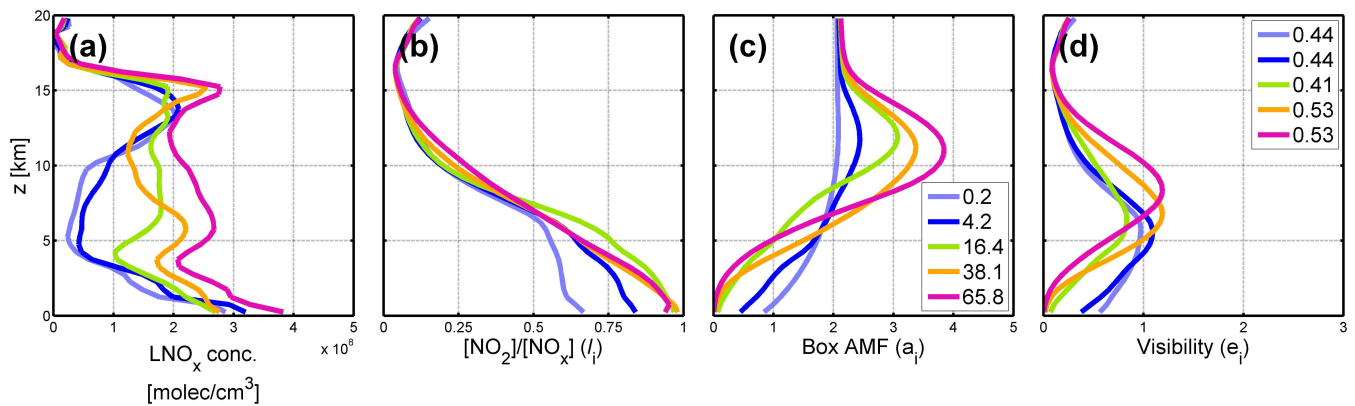 (a) (b) (c) (d)
z [km]
20
15
10
5
0
0 1 2 3 4 5
x 10^8
LNOx conc.
[molec/cm^3]
0 0.25 0.5 0.75 1
[NO2]/[NOx] (li)
0 1 2 3 4 5
Box AMF (ai)
0.2
4.2
16.4
38.1
65.8
0 1 2 3
Visibility (ei)
0.44
0.44
0.41
0.53
0.53